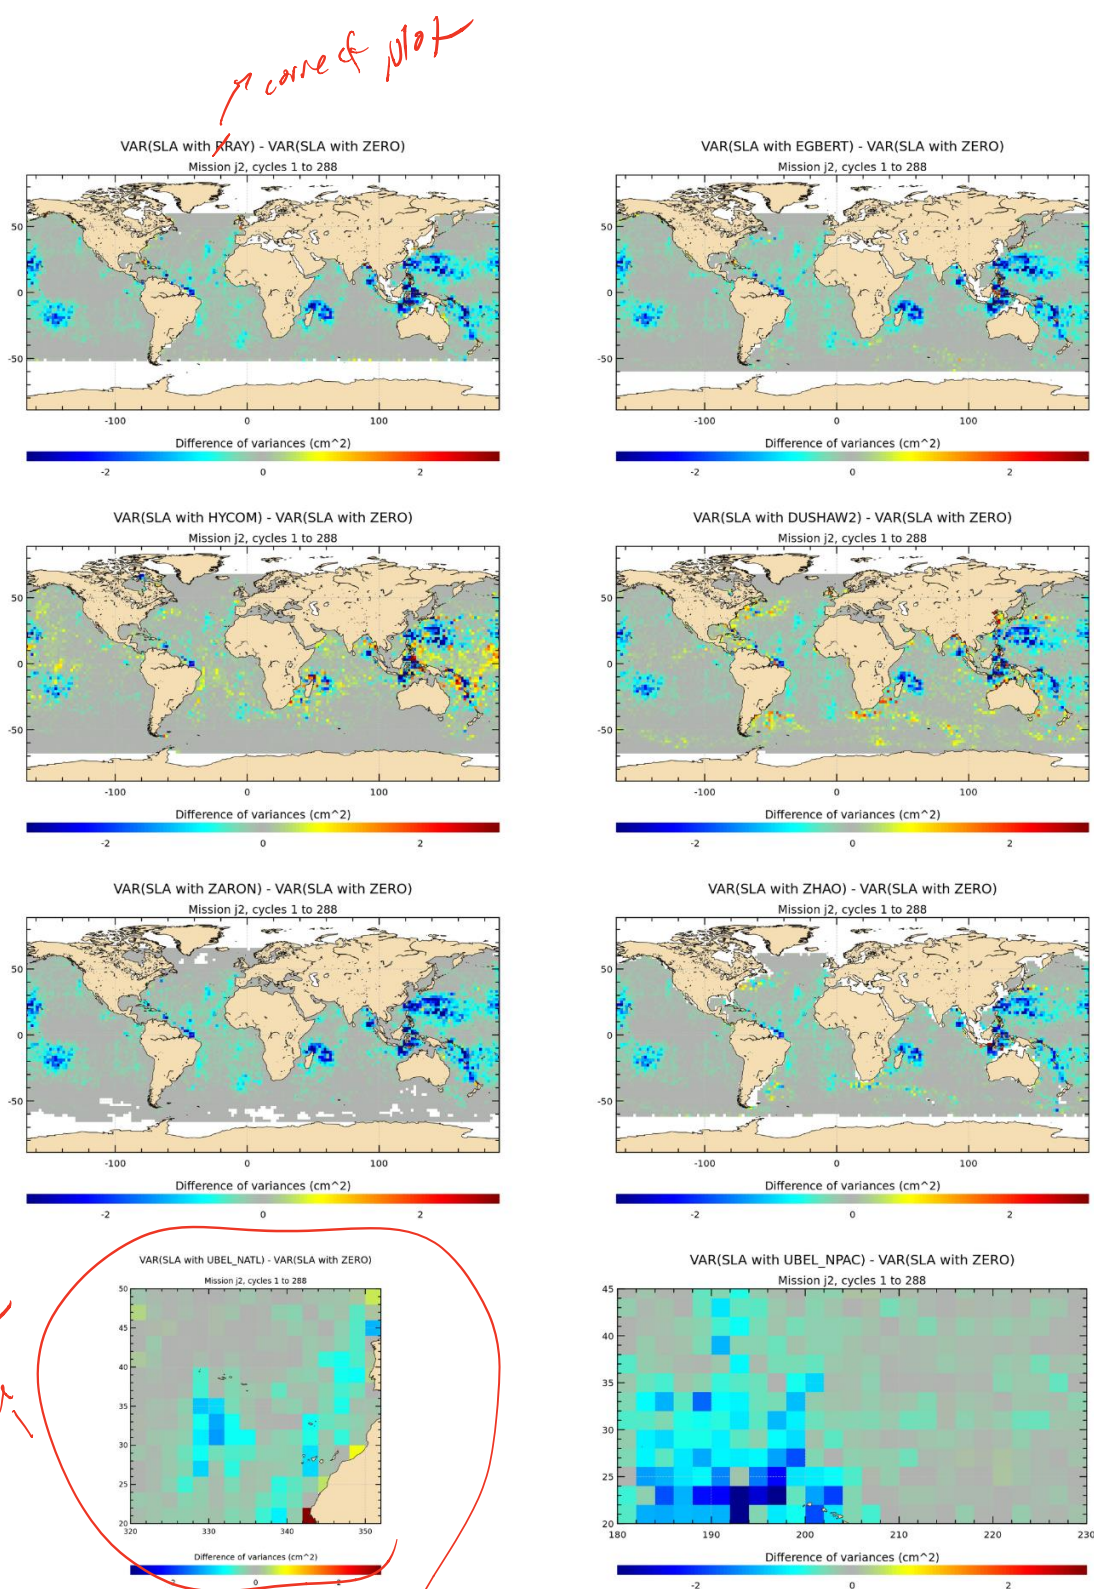 correct plot
VAR(SLA with RRAY) - VAR(SLA with ZERO)
Mission j2, cycles 1 to 288
50
0
-50
-100 0 100
Difference of variances (cm^2)
-2 0 2
VAR(SLA with EGBERT) - VAR(SLA with ZERO)
Mission j2, cycles 1 to 288
50
0
-50
-100 0 100
Difference of variances (cm^2)
-2 0 2
VAR(SLA with HYCOM) - VAR(SLA with ZERO)
Mission j2, cycles 1 to 288
50
0
-50
-100 0 100
Difference of variances (cm^2)
-2 0 2
VAR(SLA with DUSHAW2) - VAR(SLA with ZERO)
Mission j2, cycles 1 to 288
50
0
-50
-100 0 100
Difference of variances (cm^2)
-2 0 2
VAR(SLA with ZARON) - VAR(SLA with ZERO)
Mission j2, cycles 1 to 288
50
0
-50
-100 0 100
Difference of variances (cm^2)
-2 0 2
VAR(SLA with ZHAO) - VAR(SLA with ZERO)
Mission j2, cycles 1 to 288
50
0
-50
-100 0 100
Difference of variances (cm^2)
-2 0 2
VAR(SLA with UBEL_NATL) - VAR(SLA with ZERO)
Mission j2, cycles 1 to 288
50
45
40
35
30
25
20
320 330 340 350
Difference of variances (cm^2)
0
VAR(SLA with UBEL_NPAC) - VAR(SLA with ZERO)
Mission j2, cycles 1 to 288
45
40
35
30
25
20
180 190 200 210 220 230
Difference of variances (cm^2)
-2 0 2